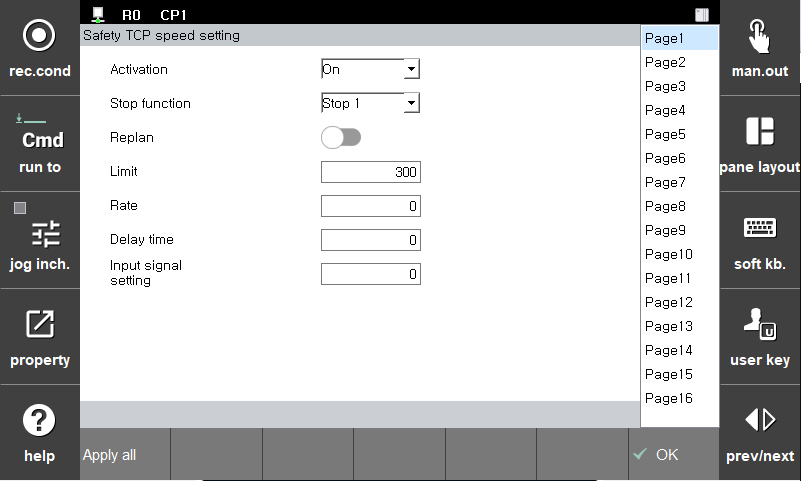 R0 CP1
Safety TCP speed setting
rec.cond
Cmd
run to
jog inch.
property
help
Activation On
Stop function Stop 1
Replan
Limit 300
Rate 0
Delay time 0
Input signal
setting 0
Page1
Page2
Page3
Page4
Page5
Page6
Page7
Page8
Page9
Page10
Page11
Page12
Page13
Page14
Page15
Page16
man.out
pane layout
soft kb.
U
user key
prev/next
Apply all
OK